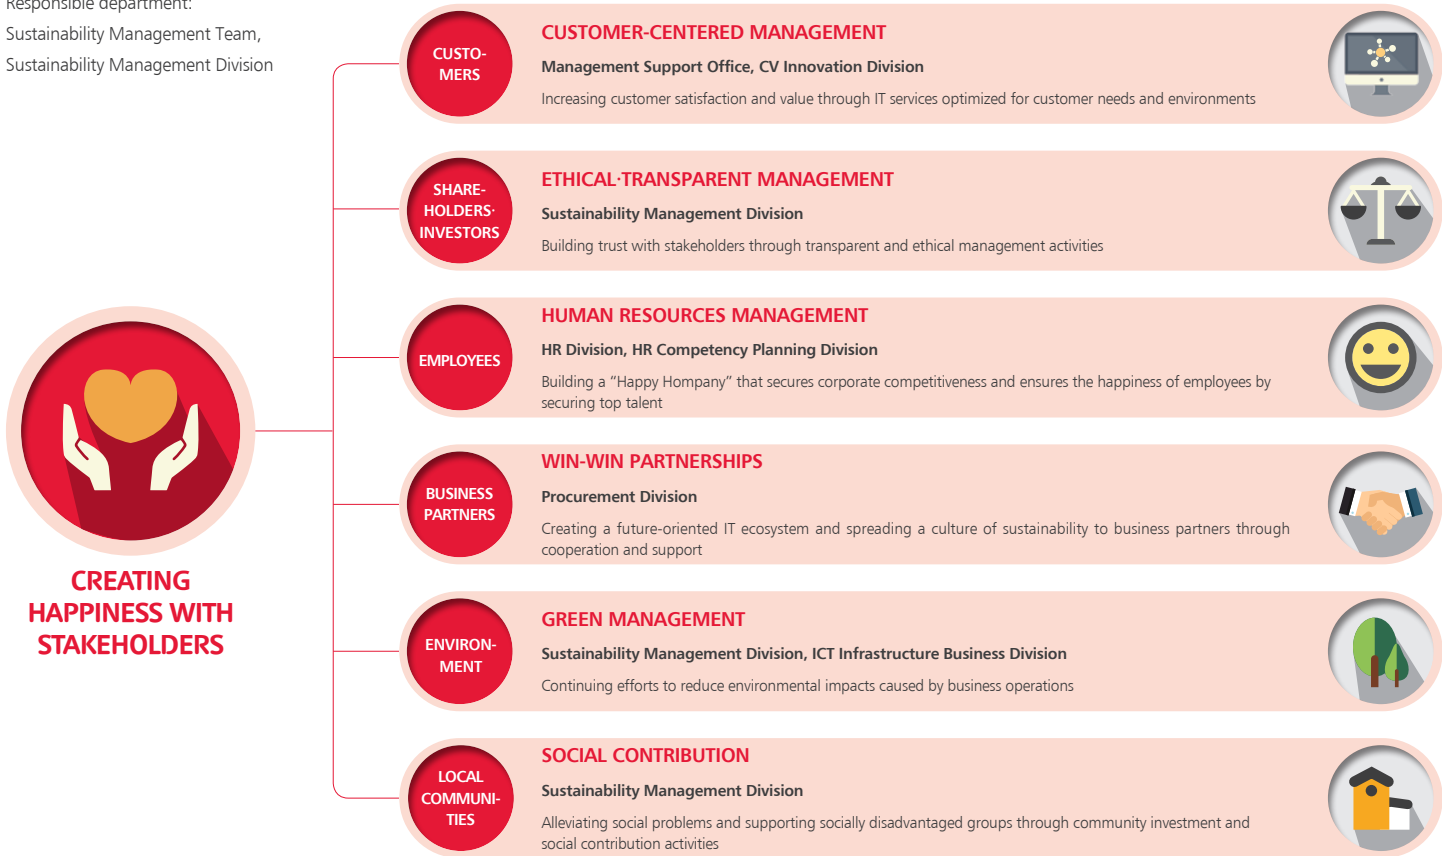 Responsible department:
Sustainability Management Team,
Sustainability Management Division
CUSTO-
MERS
CUSTOMER-CENTERED MANAGEMENT
Management Support Office, CV Innovation Division
Increasing customer satisfaction and value through IT services optimized for customer needs and environments
SHARE-
HOLDERS·
INVESTORS
ETHICAL·TRANSPARENT MANAGEMENT
Sustainability Management Division
Building trust with stakeholders through transparent and ethical management activities
EMPLOYEES
HUMAN RESOURCES MANAGEMENT
HR Division, HR Competency Planning Division
Building a "Happy Hompany" that secures corporate competitiveness and ensures the happiness of employees by
securing top talent
BUSINESS
PARTNERS
WIN-WIN PARTNERSHIPS
Procurement Division
Creating a future-oriented IT ecosystem and spreading a culture of sustainability to business partners through
cooperation and support
CREATING
HAPPINESS WITH
STAKEHOLDERS
ENVIRON-
MENT
GREEN MANAGEMENT
Sustainability Management Division, ICT Infrastructure Business Division
Continuing efforts to reduce environmental impacts caused by business operations
LOCAL
COMMUNI-
TIES
SOCIAL CONTRIBUTION
Sustainability Management Division
Alleviating social problems and supporting socially disadvantaged groups through community investment and
social contribution activities